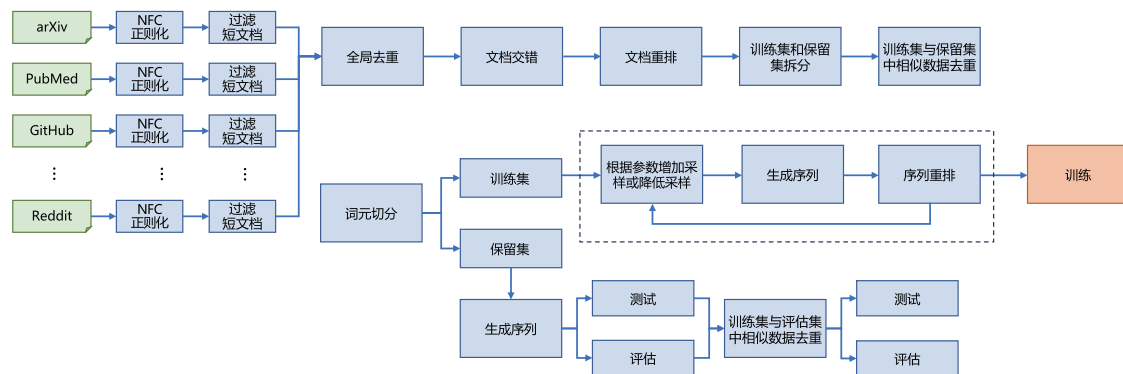 arXiv
NFC
正则化
过滤
短文档
PubMed
NFC
正则化
过滤
短文档
GitHub
NFC
正则化
过滤
短文档
⋮
⋮
⋮
Reddit
NFC
正则化
过滤
短文档
全局去重
文档交错
文档重排
训练集和保留
集拆分
训练集与保留集
中相似数据去重
词元切分
训练集
根据参数增加采
样或降低采样
生成序列
序列重排
训练
保留集
生成序列
测试
评估
训练集与评估集
中相似数据去重
测试
评估